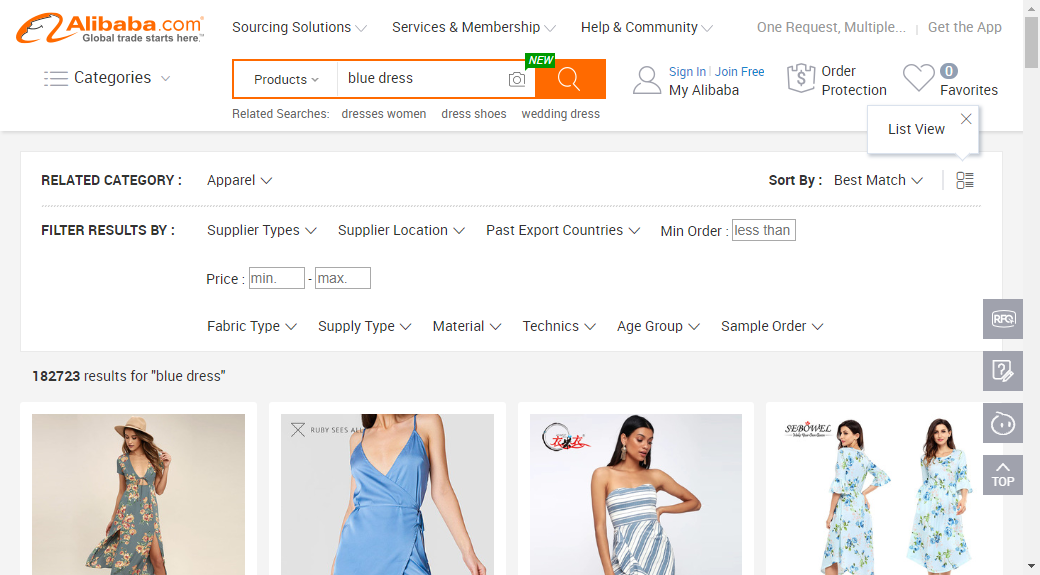 Alibaba.com
Global trade starts here.™
Sourcing Solutions
Services & Membership
Help & Community
One Request, Multiple...
Get the App
Categories
Products
blue dress
NEW
Sign In
Join Free
My Alibaba
Order
Protection
0
Favorites
Related Searches: dresses women dress shoes wedding dress
List View
RELATED CATEGORY :
Apparel
Sort By :
Best Match
FILTER RESULTS BY :
Supplier Types
Supplier Location
Past Export Countries
Min Order : less than
Price : min. - max.
Fabric Type
Supply Type
Material
Technics
Age Group
Sample Order
RFQ
182723 results for "blue dress"
TOP
RUBY SEES ALL
友友
SEBOWEL